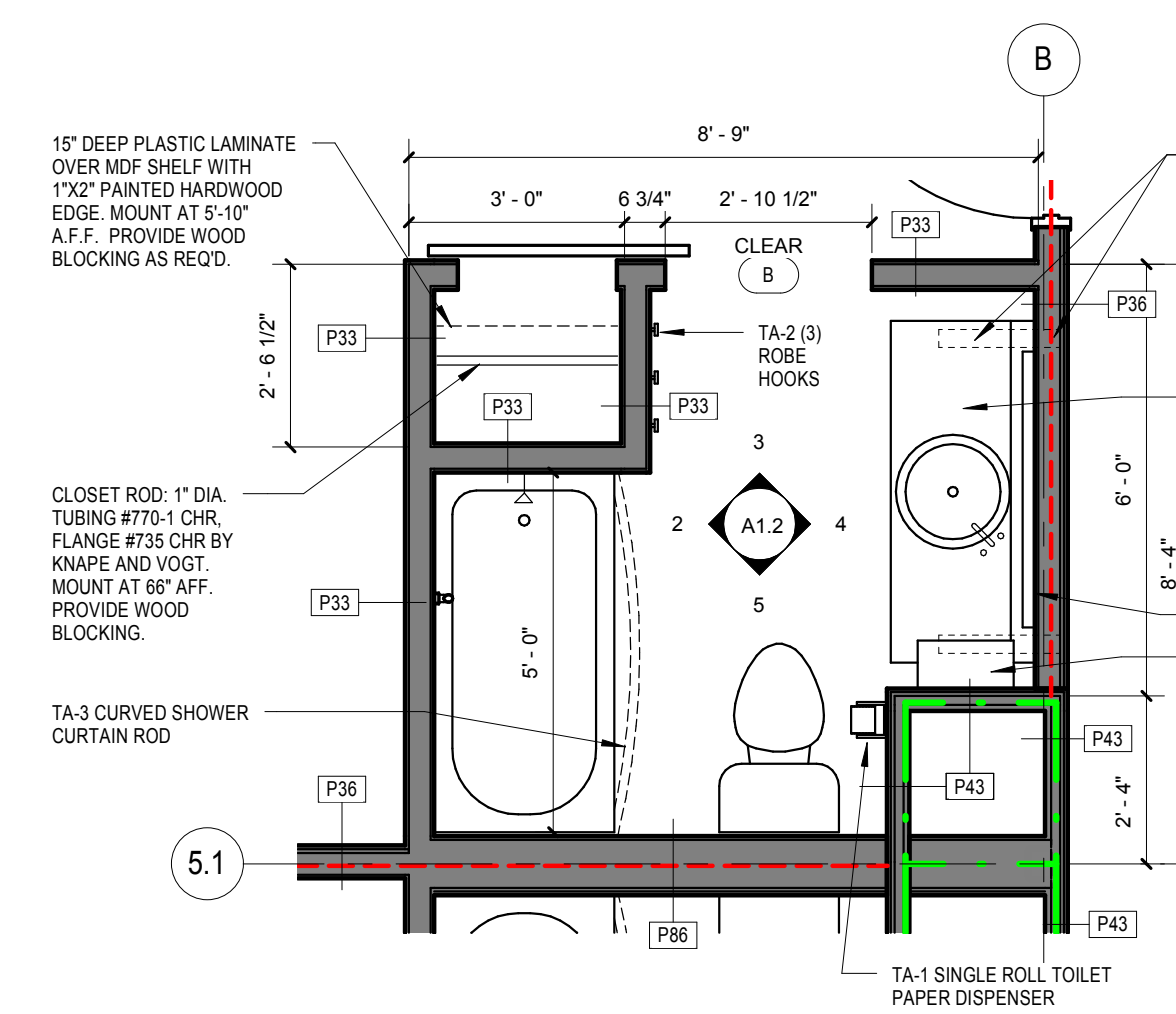 B
8' - 9"
15" DEEP PLASTIC LAMINATE
OVER MDF SHELF WITH
1"X2" PAINTED HARDWOOD
EDGE. MOUNT AT 5'-10"
A.F.F. PROVIDE WOOD
BLOCKING AS REQ'D.
3' - 0"
6 3/4"
2' - 10 1/2"
P33
CLEAR
B
P36
2' - 6 1/2"
P33
TA-2 (3)
ROBE
HOOKS
P33
P33
3
2
A1.2
4
5
6' - 0"
8' - 4"
CLOSET ROD: 1" DIA.
TUBING #770-1 CHR,
FLANGE #735 CHR BY
KNAPE AND VOGT.
MOUNT AT 66" AFF.
PROVIDE WOOD
BLOCKING.
P33
5' - 0"
TA-3 CURVED SHOWER
CURTAIN ROD
P43
P43
2' - 4"
P36
5.1
P86
P43
TA-1 SINGLE ROLL TOILET
PAPER DISPENSER